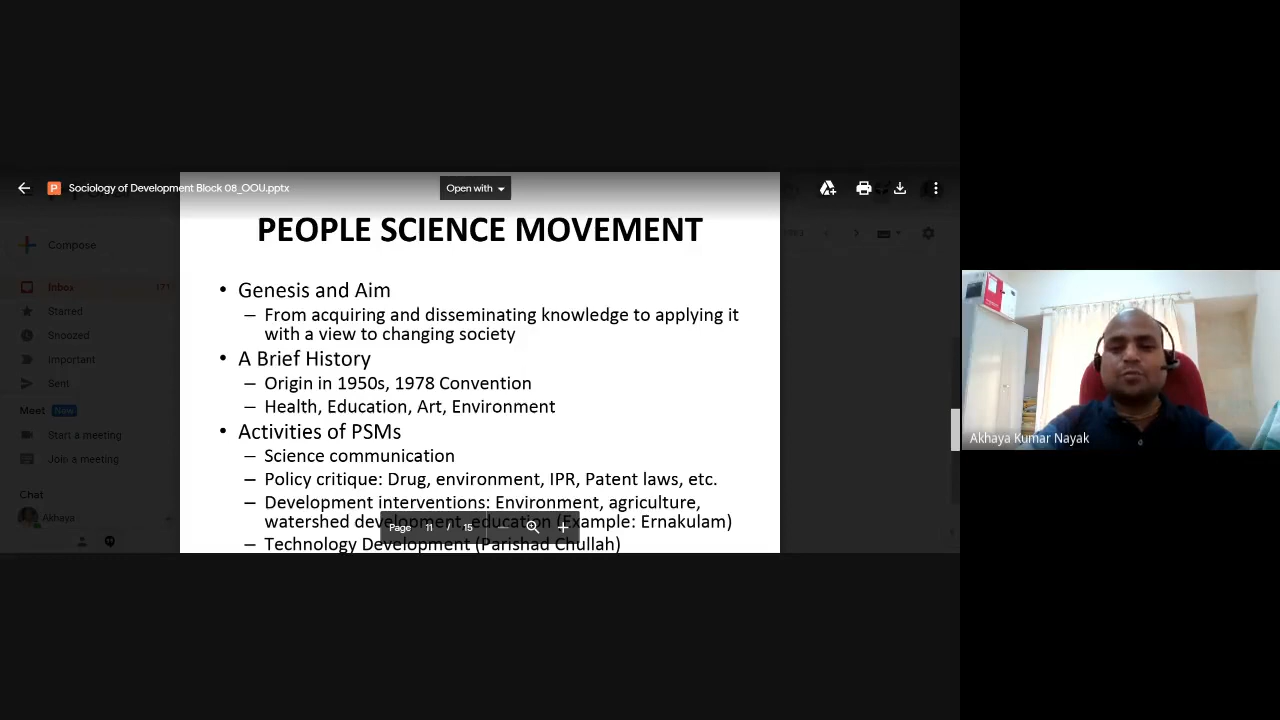 Sociology of Development Block 08_OOU.pptx
Open with
Compose
Inbox
171
Starred
Snoozed
Important
Sent
Meet
New
Start a meeting
Join a meeting
Chat
Akhaya
PEOPLE SCIENCE MOVEMENT
• Genesis and Aim
– From acquiring and disseminating knowledge to applying it
with a view to changing society
• A Brief History
– Origin in 1950s, 1978 Convention
– Health, Education, Art, Environment
• Activities of PSMs
– Science communication
– Policy critique: Drug, environment, IPR, Patent laws, etc.
– Development interventions: Environment, agriculture,
watershed development, education (Example: Ernakulam)
– Technology Development (Parishad Chullah)
Page 11 / 15
Akhaya Kumar Nayak